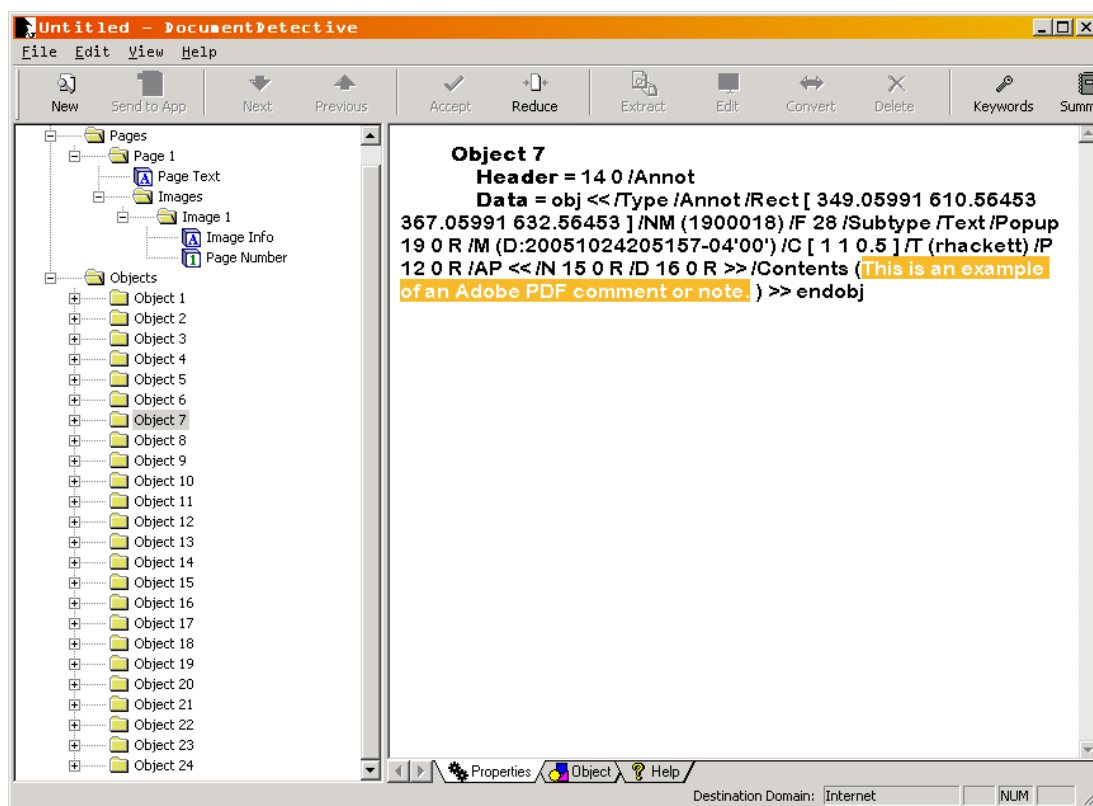 Untitled - DocumentDetective
File Edit View Help
New Send to App Next Previous Accept Reduce Extract Edit Convert Delete Keywords Summ
Pages
Page 1
Page Text
Images
Image 1
Image Info
Page Number
Objects
Object 1
Object 2
Object 3
Object 4
Object 5
Object 6
Object 7
Object 8
Object 9
Object 10
Object 11
Object 12
Object 13
Object 14
Object 15
Object 16
Object 17
Object 18
Object 19
Object 20
Object 21
Object 22
Object 23
Object 24
Object 7
Header = 14 0 /Annot
Data = obj << /Type /Annot /Rect [ 349.05991 610.56453
367.05991 632.56453 ] /NM (1900018) /F 28 /Subtype /Text /Popup
19 0 R /M (D:20051024205157-04'00') /C [ 1 1 0.5 ] /T (rhackett) /P
12 0 R /AP << /N 15 0 R /D 16 0 R >> /Contents (This is an example
of an Adobe PDF comment or note. ) >> endobj
Properties Object Help
Destination Domain: Internet NUM